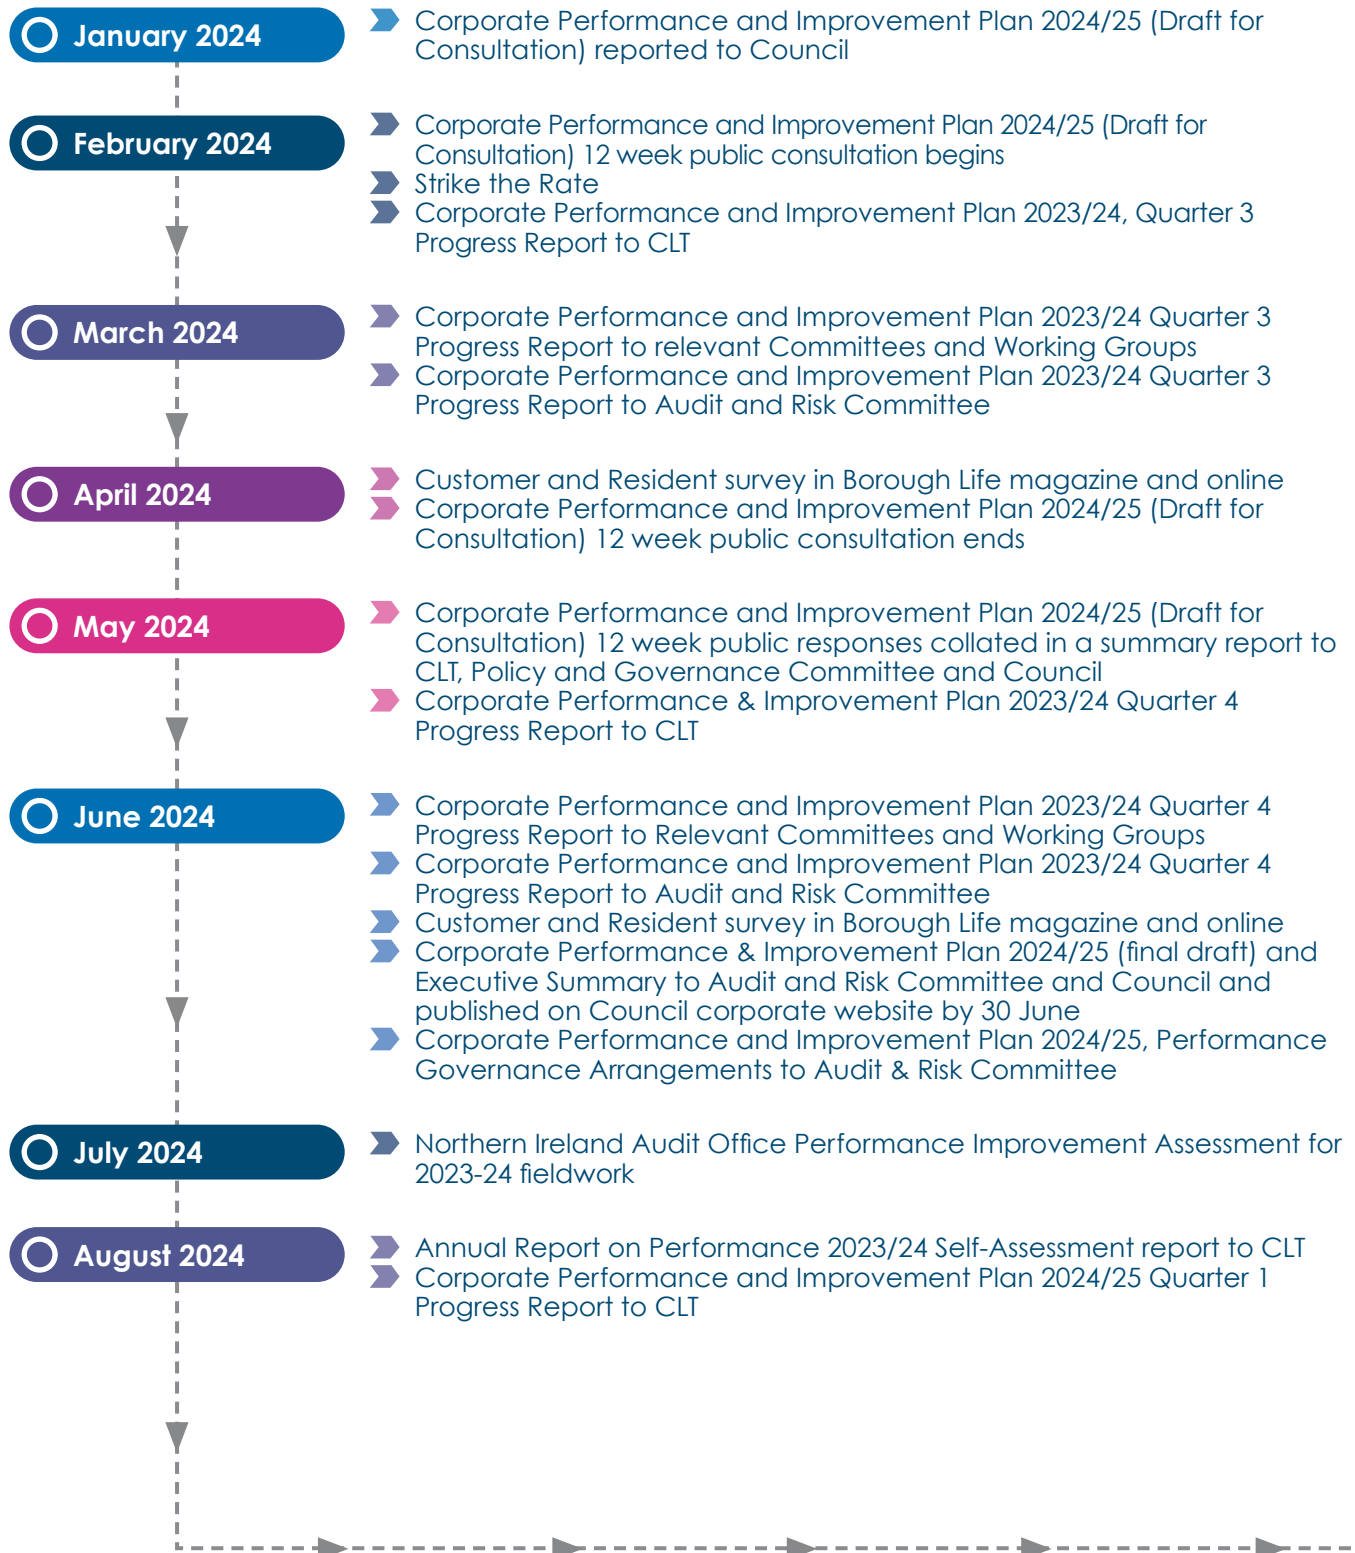 January 2024
Corporate Performance and Improvement Plan 2024/25 (Draft for
Consultation) reported to Council
February 2024
Corporate Performance and Improvement Plan 2024/25 (Draft for
Consultation) 12 week public consultation begins
Strike the Rate
Corporate Performance and Improvement Plan 2023/24, Quarter 3
Progress Report to CLT
March 2024
Corporate Performance and Improvement Plan 2023/24 Quarter 3
Progress Report to relevant Committees and Working Groups
Corporate Performance and Improvement Plan 2023/24 Quarter 3
Progress Report to Audit and Risk Committee
April 2024
Customer and Resident survey in Borough Life magazine and online
Corporate Performance and Improvement Plan 2024/25 (Draft for
Consultation) 12 week public consultation ends
May 2024
Corporate Performance and Improvement Plan 2024/25 (Draft for
Consultation) 12 week public responses collated in a summary report to
CLT, Policy and Governance Committee and Council
Corporate Performance & Improvement Plan 2023/24 Quarter 4
Progress Report to CLT
June 2024
Corporate Performance and Improvement Plan 2023/24 Quarter 4
Progress Report to Relevant Committees and Working Groups
Corporate Performance and Improvement Plan 2023/24 Quarter 4
Progress Report to Audit and Risk Committee
Customer and Resident survey in Borough Life magazine and online
Corporate Performance & Improvement Plan 2024/25 (final draft) and
Executive Summary to Audit and Risk Committee and Council and
published on Council corporate website by 30 June
Corporate Performance and Improvement Plan 2024/25, Performance
Governance Arrangements to Audit & Risk Committee
July 2024
Northern Ireland Audit Office Performance Improvement Assessment for
2023-24 fieldwork
August 2024
Annual Report on Performance 2023/24 Self-Assessment report to CLT
Corporate Performance and Improvement Plan 2024/25 Quarter 1
Progress Report to CLT